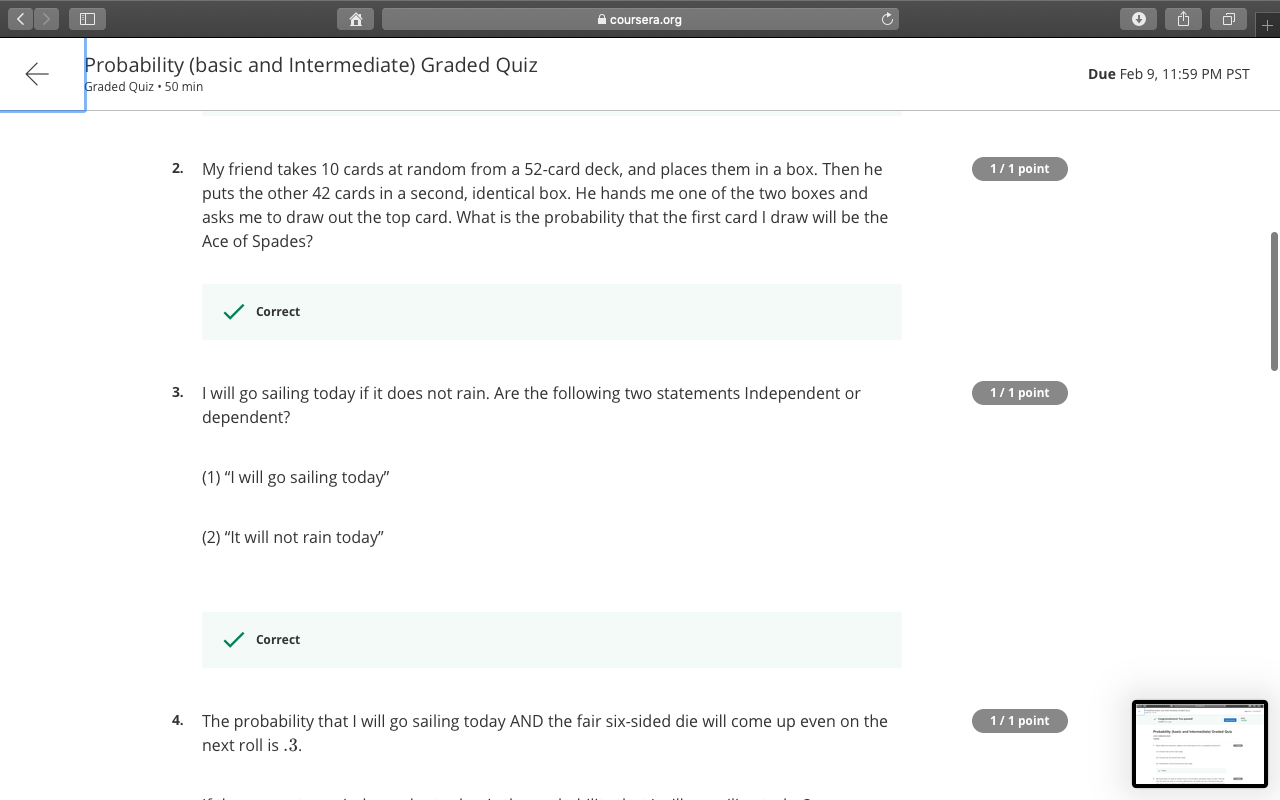 coursera.org
Probability (basic and Intermediate) Graded Quiz
Graded Quiz • 50 min
Due Feb 9, 11:59 PM PST
2. My friend takes 10 cards at random from a 52-card deck, and places them in a box. Then he
puts the other 42 cards in a second, identical box. He hands me one of the two boxes and
asks me to draw out the top card. What is the probability that the first card I draw will be the
Ace of Spades?
1 / 1 point
Correct
3. I will go sailing today if it does not rain. Are the following two statements Independent or
dependent?
1 / 1 point
(1) “I will go sailing today”
(2) “It will not rain today”
Correct
4. The probability that I will go sailing today AND the fair six-sided die will come up even on the
next roll is .3.
1 / 1 point
Probability (basic and Intermediate) Graded Quiz